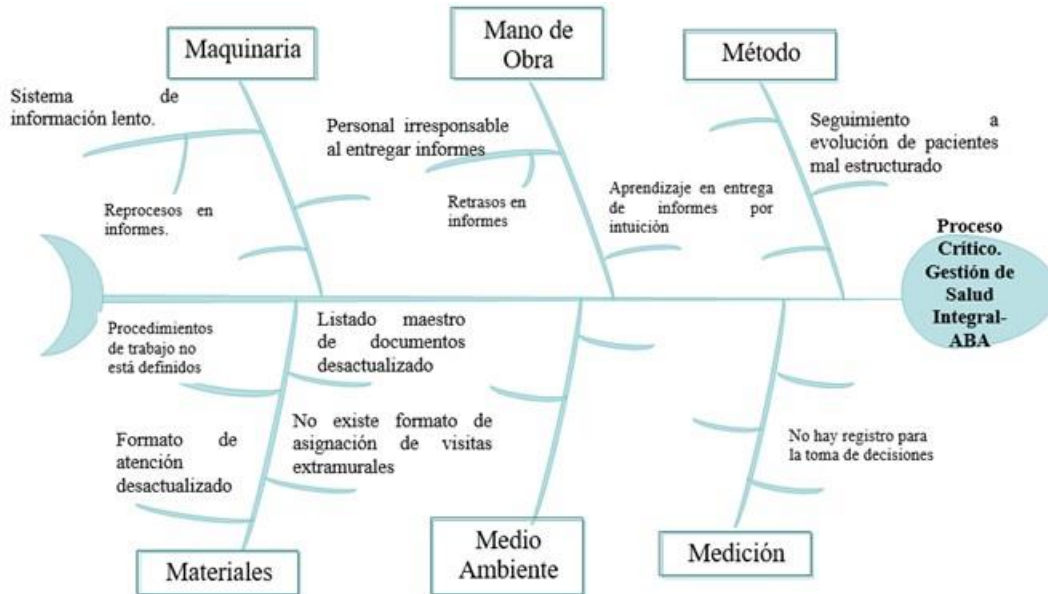 Maquinaria
Mano de
Obra
Método
Sistema de
información lento.
Reprocesos en
informes.
Personal irresponsable
al entregar informes
Retrasos en
informes
Aprendizaje en entrega
de informes por
intuición
Seguimiento a
evolución de pacientes
mal estructurado
Proceso
Crítico.
Gestión de
Salud
Integral-
ABA
Procedimientos
de trabajo no
está definidos
Listado maestro
de documentos
desactualizado
Formato de
atención
desactualizado
No existe formato de
asignación de visitas
extramurales
No hay registro para
la toma de decisiones
Materiales
Medio
Ambiente
Medición